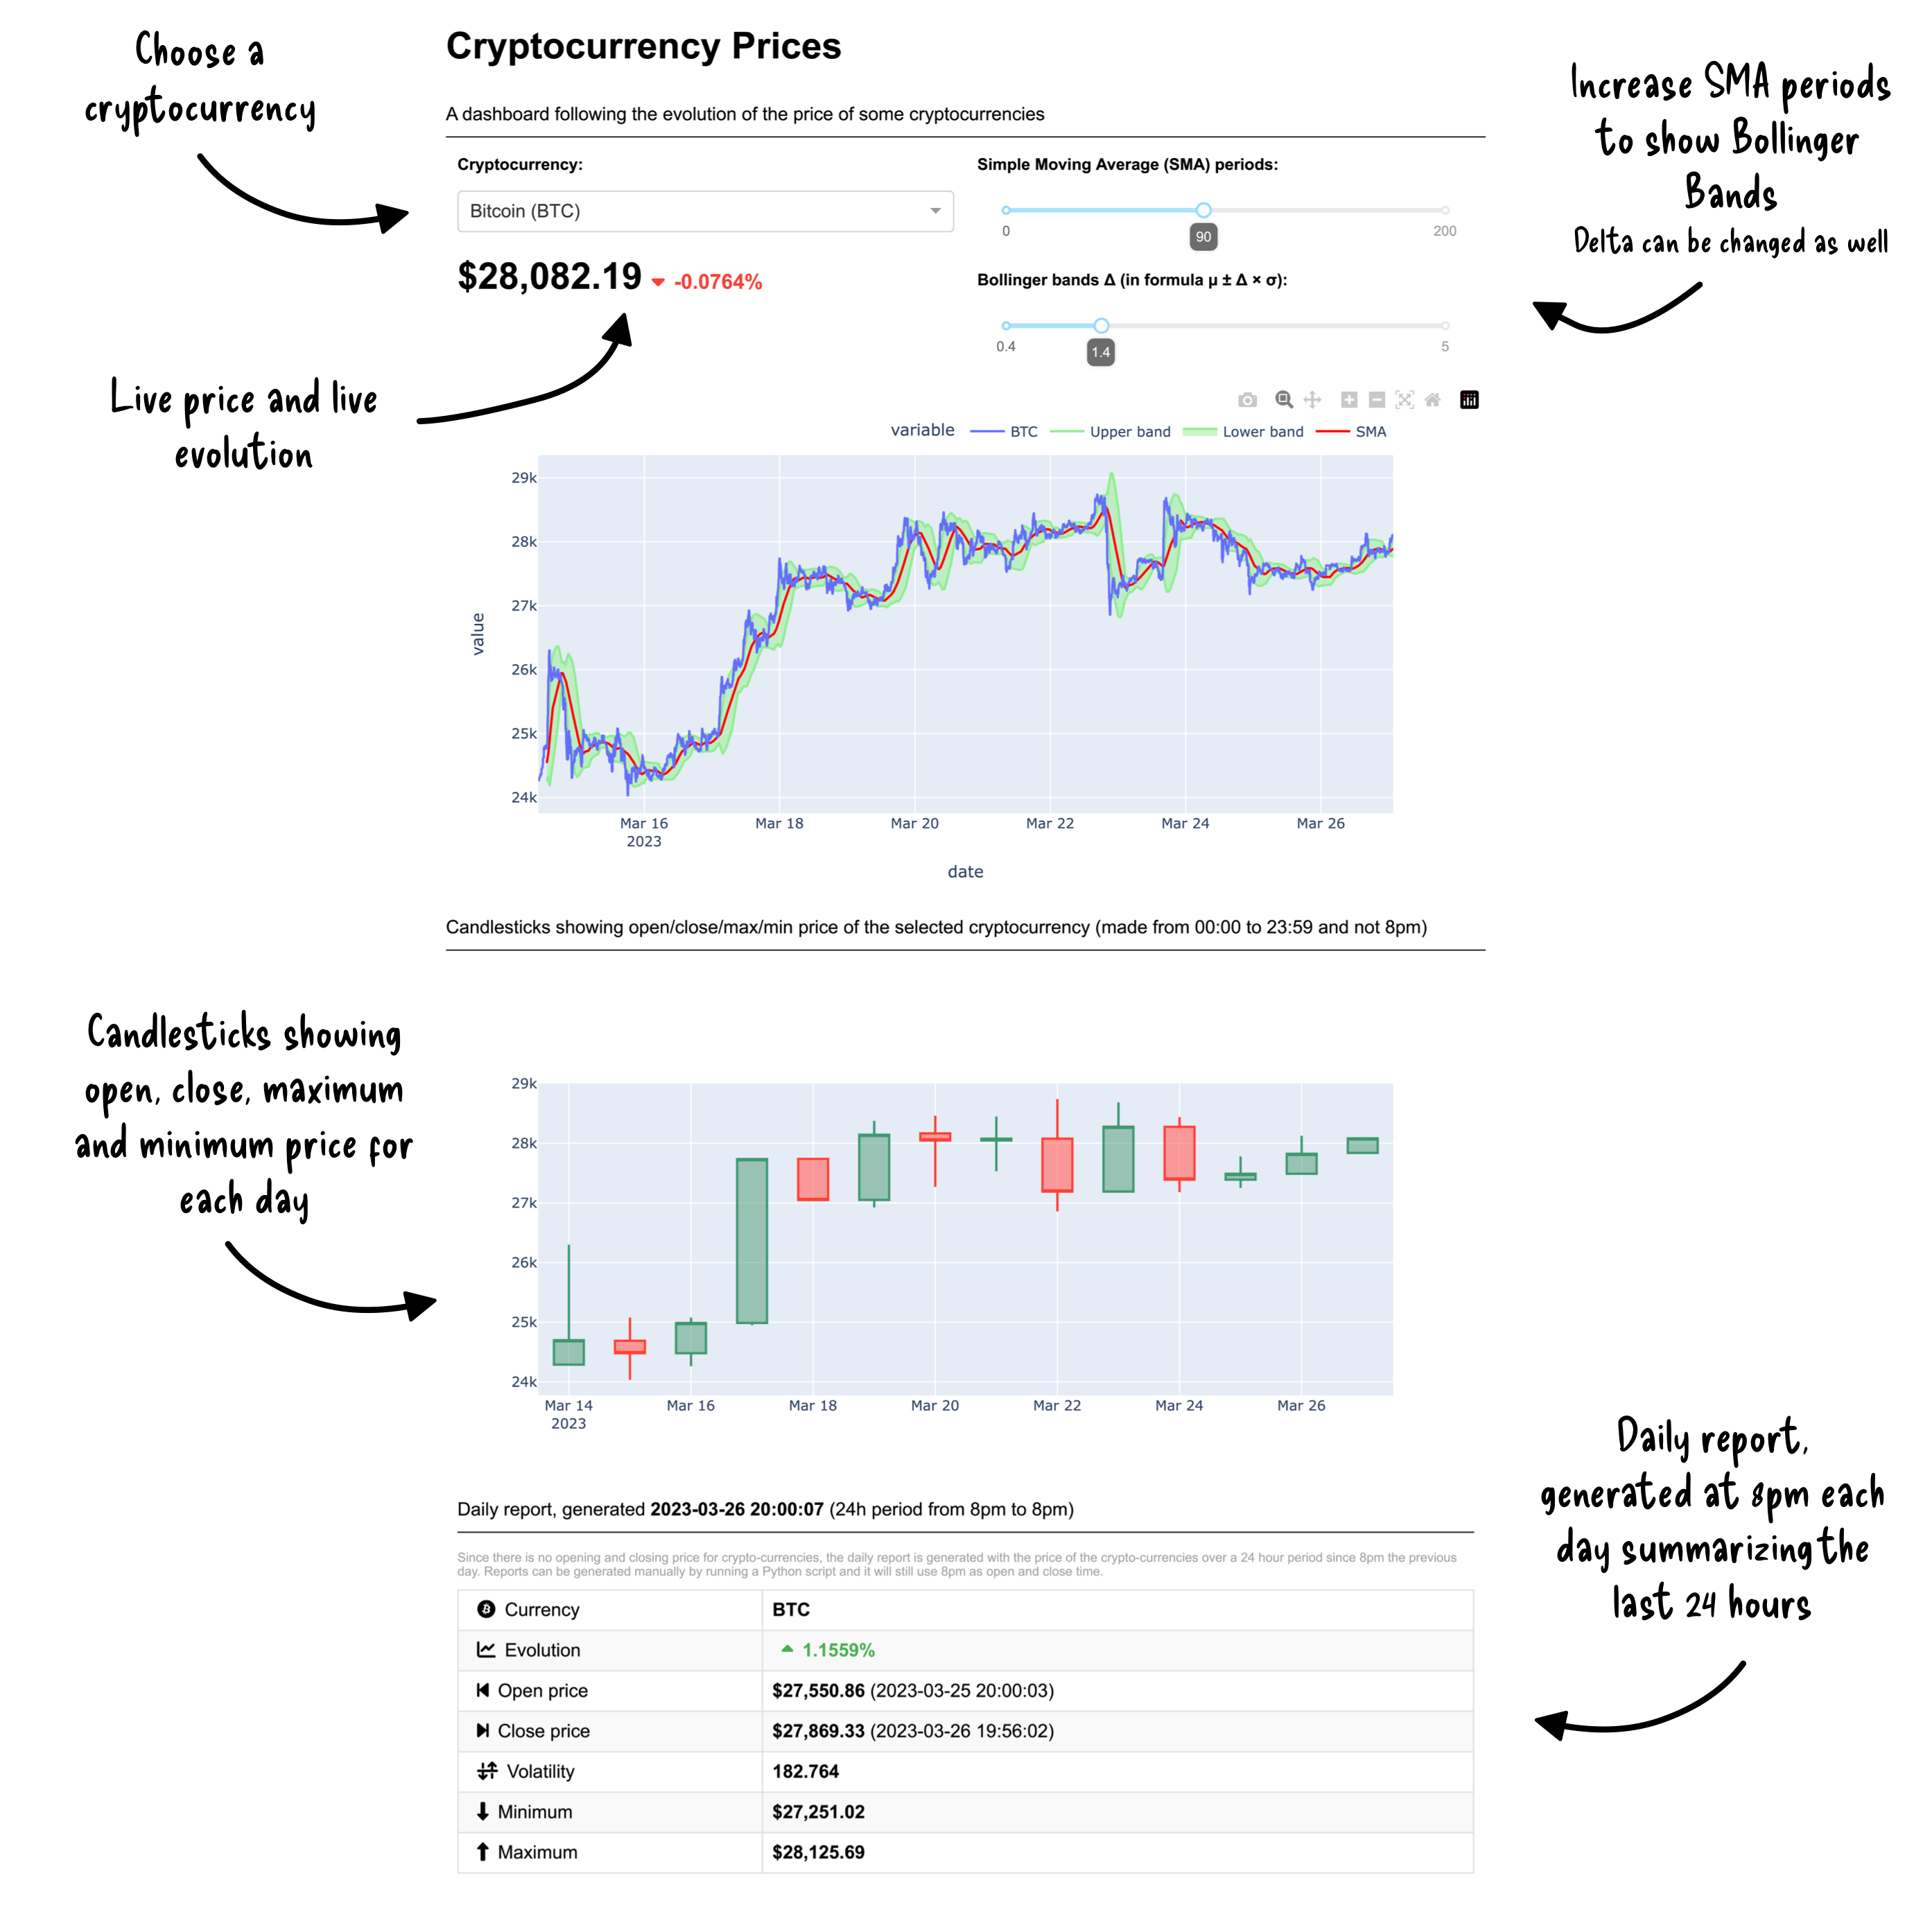 Choose a
cryptocurrency
Cryptocurrency Prices
A dashboard following the evolution of the price of some cryptocurrencies
Increase SMA periods
to show Bollinger
Bands
Delta can be changed as well
Cryptocurrency:
Bitcoin (BTC)
$28,082.19 -0.0764%
Simple Moving Average (SMA) periods:
0
90
200
Bollinger bands Δ (in formula μ ± Δ × σ):
0.4
1.4
5
Live price and live
evolution
variable BTC Upper band Lower band SMA
29k
28k
27k
26k
25k
24k
value
Mar 16 Mar 18 Mar 20 Mar 22 Mar 24 Mar 26
2023
date
Candlesticks showing open/close/max/min price of the selected cryptocurrency (made from 00:00 to 23:59 and not 8pm)
Candlesticks showing
open, close, maximum
and minimum price for
each day
29k
28k
27k
26k
25k
24k
Mar 14 Mar 16 Mar 18 Mar 20 Mar 22 Mar 24 Mar 26
2023
Daily report,
generated at 8pm each
day summarizing the
last 24 hours
Daily report, generated 2023-03-26 20:00:07 (24h period from 8pm to 8pm)
Since there is no opening and closing price for crypto-currencies, the daily report is generated with the price of the crypto-currencies over a 24 hour period since 8pm the previous
day. Reports can be generated manually by running a Python script and it will still use 8pm as open and close time.
Currency BTC
Evolution 1.1559%
Open price $27,550.86 (2023-03-25 20:00:03)
Close price $27,869.33 (2023-03-26 19:56:02)
Volatility 182.764
Minimum $27,251.02
Maximum $28,125.69